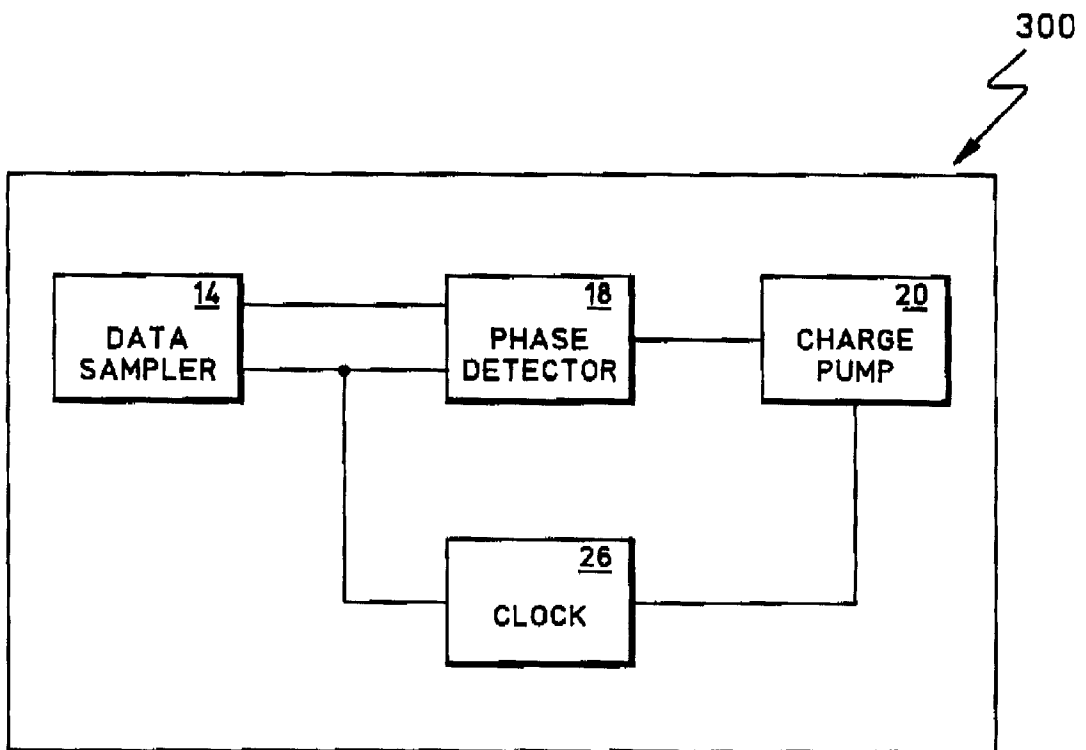 300
14
DATA
SAMPLER
18
PHASE
DETECTOR
20
CHARGE
PUMP
26
CLOCK